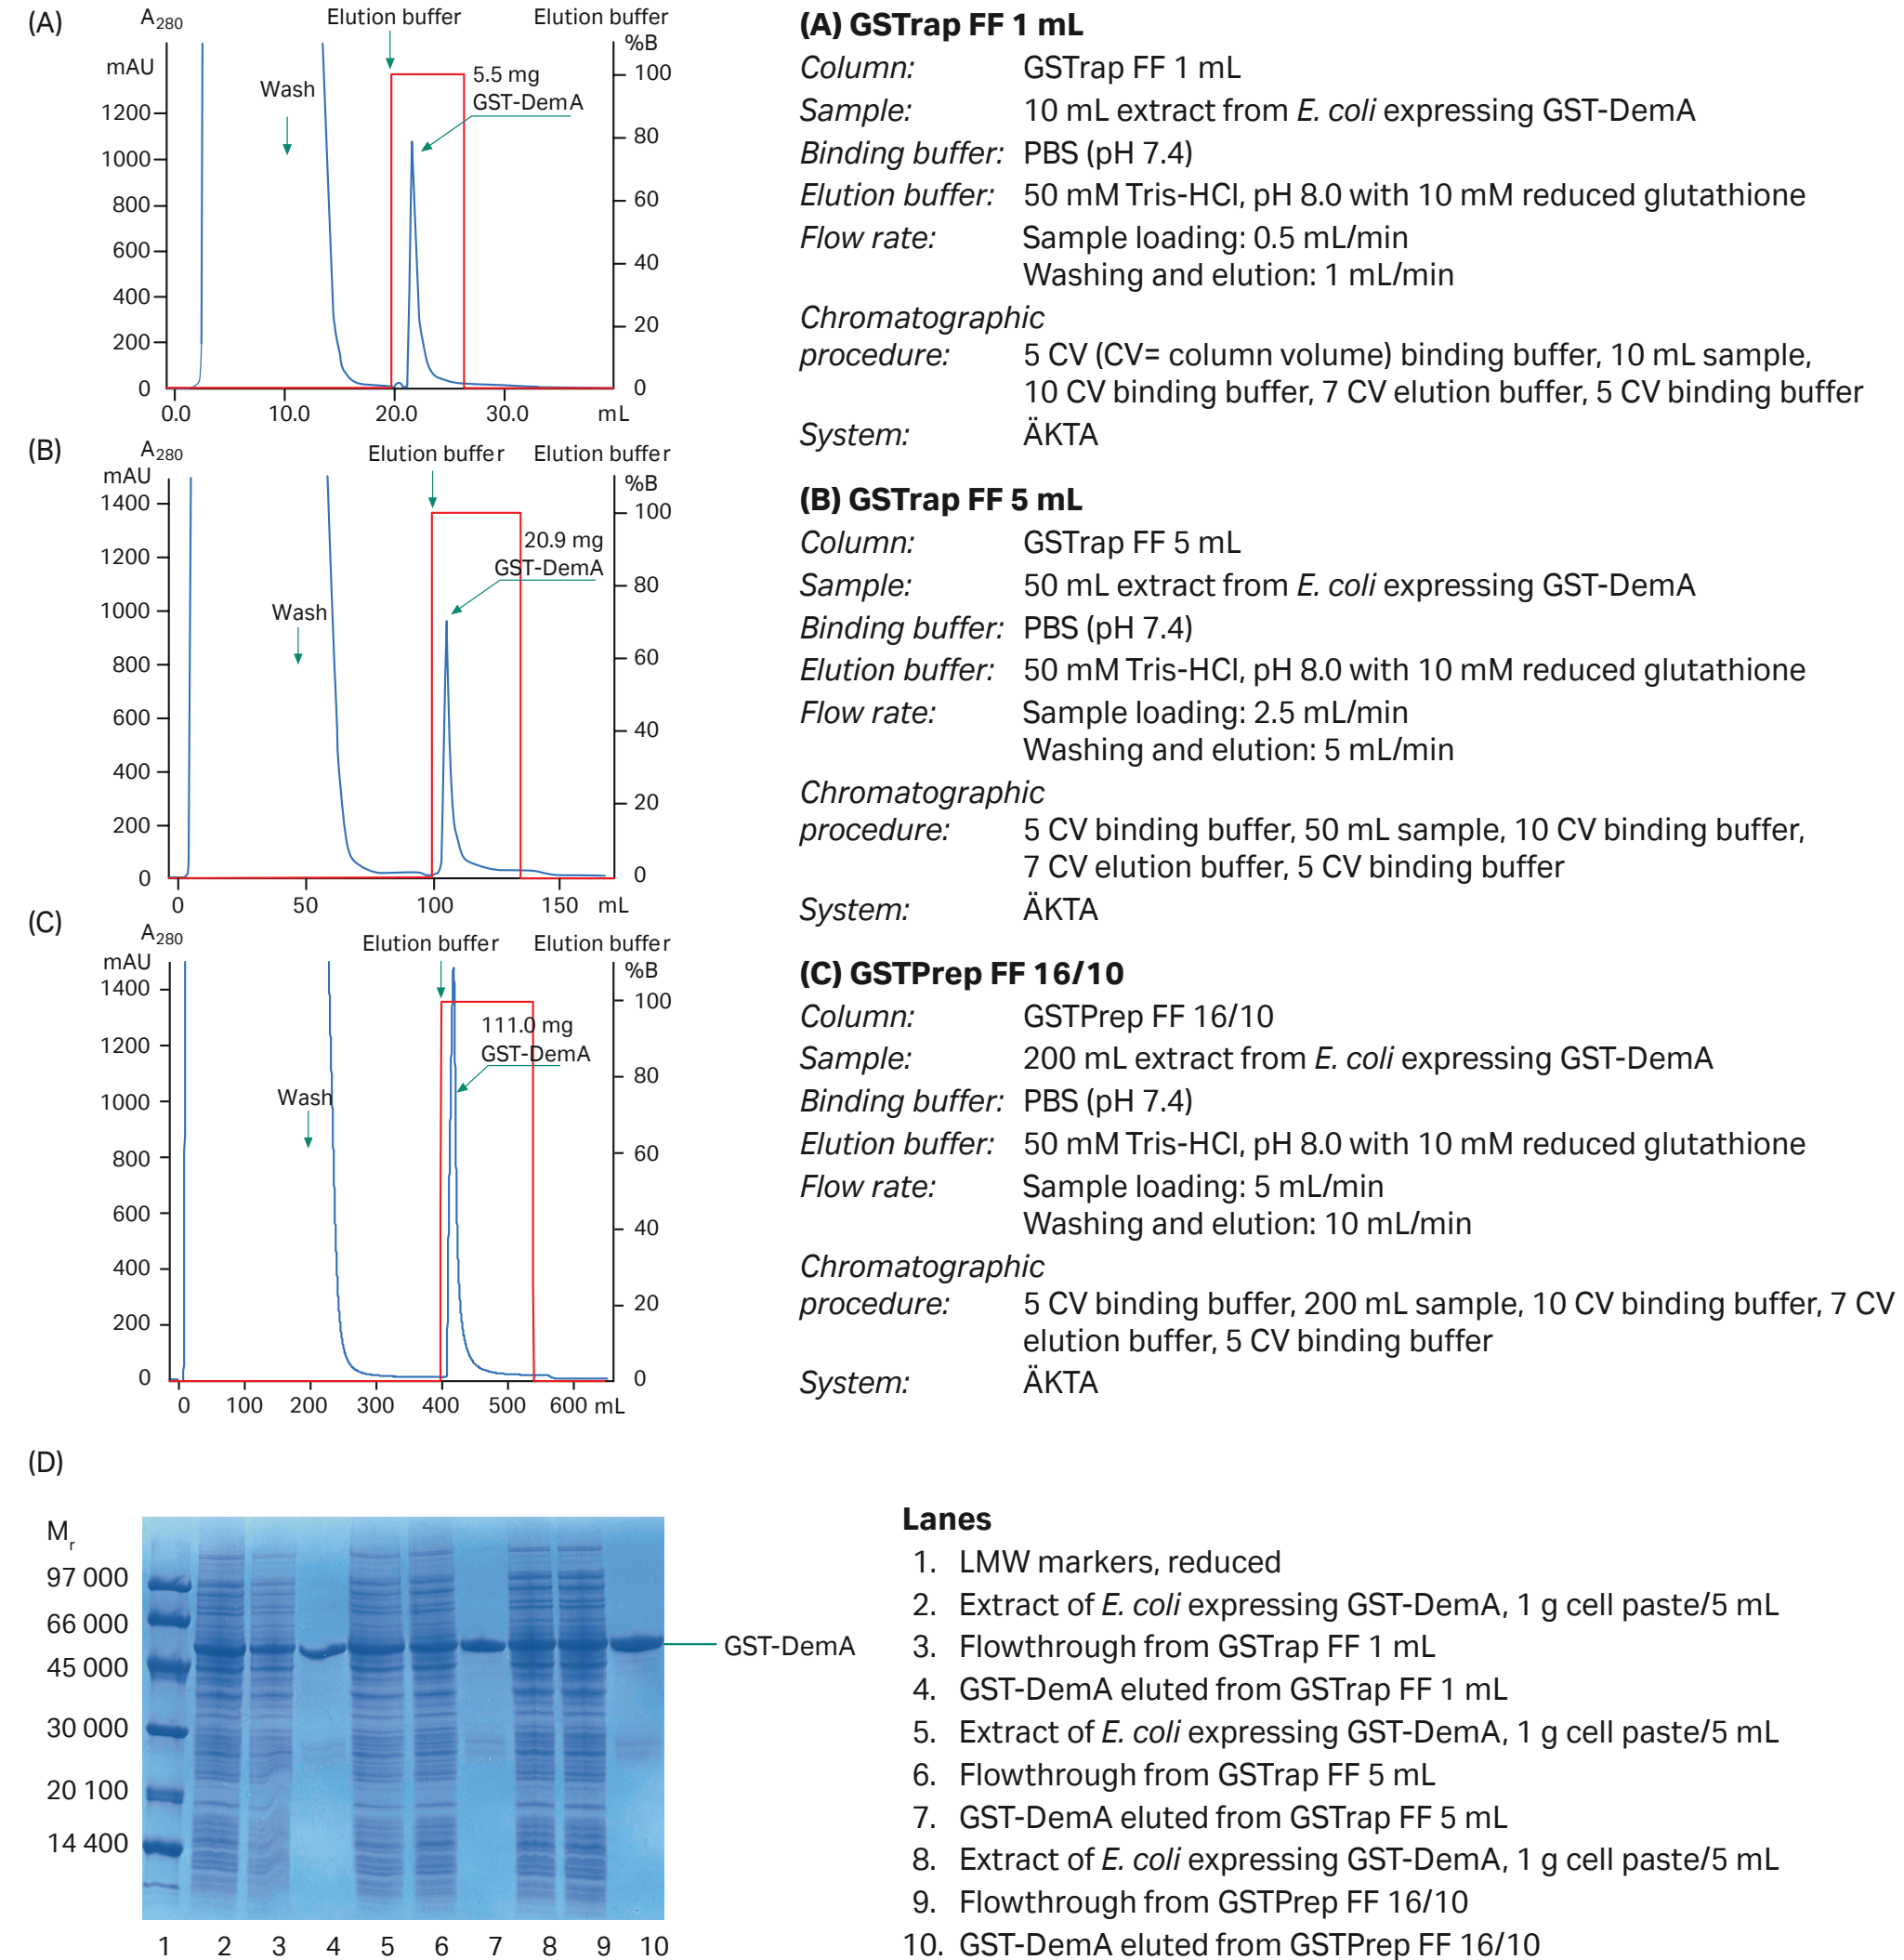 (A)
A280
mAU
1200
1000
800
600
400
200
0
0.0 10.0 20.0 30.0 mL
Wash
Elution buffer
Elution buffer
%B
100
80
60
40
20
0
5.5 mg
GST-DemA
(A) GSTrap FF 1 mL
Column: GSTrap FF 1 mL
Sample: 10 mL extract from E. coli expressing GST-DemA
Binding buffer: PBS (pH 7.4)
Elution buffer: 50 mM Tris-HCl, pH 8.0 with 10 mM reduced glutathione
Flow rate: Sample loading: 0.5 mL/min
Washing and elution: 1 mL/min
Chromatographic
procedure: 5 CV (CV= column volume) binding buffer, 10 mL sample,
10 CV binding buffer, 7 CV elution buffer, 5 CV binding buffer
System: ÄKTA
(B)
A280
mAU
1400
1200
1000
800
600
400
200
0
0 50 100 150 mL
Wash
Elution buffer
Elution buffer
%B
100
80
60
40
20
0
20.9 mg
GST-DemA
(B) GSTrap FF 5 mL
Column: GSTrap FF 5 mL
Sample: 50 mL extract from E. coli expressing GST-DemA
Binding buffer: PBS (pH 7.4)
Elution buffer: 50 mM Tris-HCl, pH 8.0 with 10 mM reduced glutathione
Flow rate: Sample loading: 2.5 mL/min
Washing and elution: 5 mL/min
Chromatographic
procedure: 5 CV binding buffer, 50 mL sample, 10 CV binding buffer,
7 CV elution buffer, 5 CV binding buffer
System: ÄKTA
(C)
A280
mAU
1400
1200
1000
800
600
400
200
0
0 100 200 300 400 500 600 mL
Wash
Elution buffer
Elution buffer
%B
100
80
60
40
20
0
111.0 mg
GST-DemA
(C) GSTPrep FF 16/10
Column: GSTPrep FF 16/10
Sample: 200 mL extract from E. coli expressing GST-DemA
Binding buffer: PBS (pH 7.4)
Elution buffer: 50 mM Tris-HCl, pH 8.0 with 10 mM reduced glutathione
Flow rate: Sample loading: 5 mL/min
Washing and elution: 10 mL/min
Chromatographic
procedure: 5 CV binding buffer, 200 mL sample, 10 CV binding buffer, 7 CV
elution buffer, 5 CV binding buffer
System: ÄKTA
(D)
Mr
97 000
66 000
45 000
30 000
20 100
14 400
1 2 3 4 5 6 7 8 9 10
GST-DemA
Lanes
1. LMW markers, reduced
2. Extract of E. coli expressing GST-DemA, 1 g cell paste/5 mL
3. Flowthrough from GSTrap FF 1 mL
4. GST-DemA eluted from GSTrap FF 1 mL
5. Extract of E. coli expressing GST-DemA, 1 g cell paste/5 mL
6. Flowthrough from GSTrap FF 5 mL
7. GST-DemA eluted from GSTrap FF 5 mL
8. Extract of E. coli expressing GST-DemA, 1 g cell paste/5 mL
9. Flowthrough from GSTPrep FF 16/10
10. GST-DemA eluted from GSTPrep FF 16/10